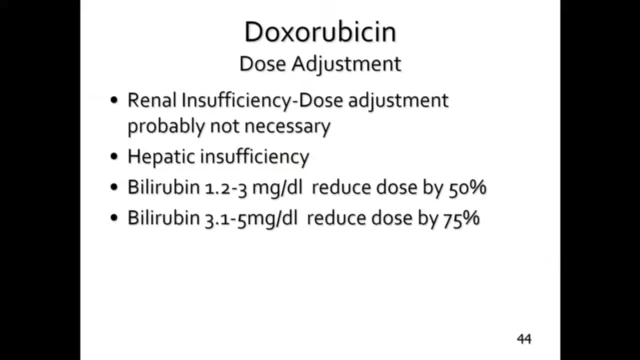 Doxorubicin
Dose Adjustment
• Renal Insufficiency-Dose adjustment
probably not necessary
• Hepatic insufficiency
• Bilirubin 1.2-3 mg/dl reduce dose by 50%
• Bilirubin 3.1-5mg/dl reduce dose by 75%
44